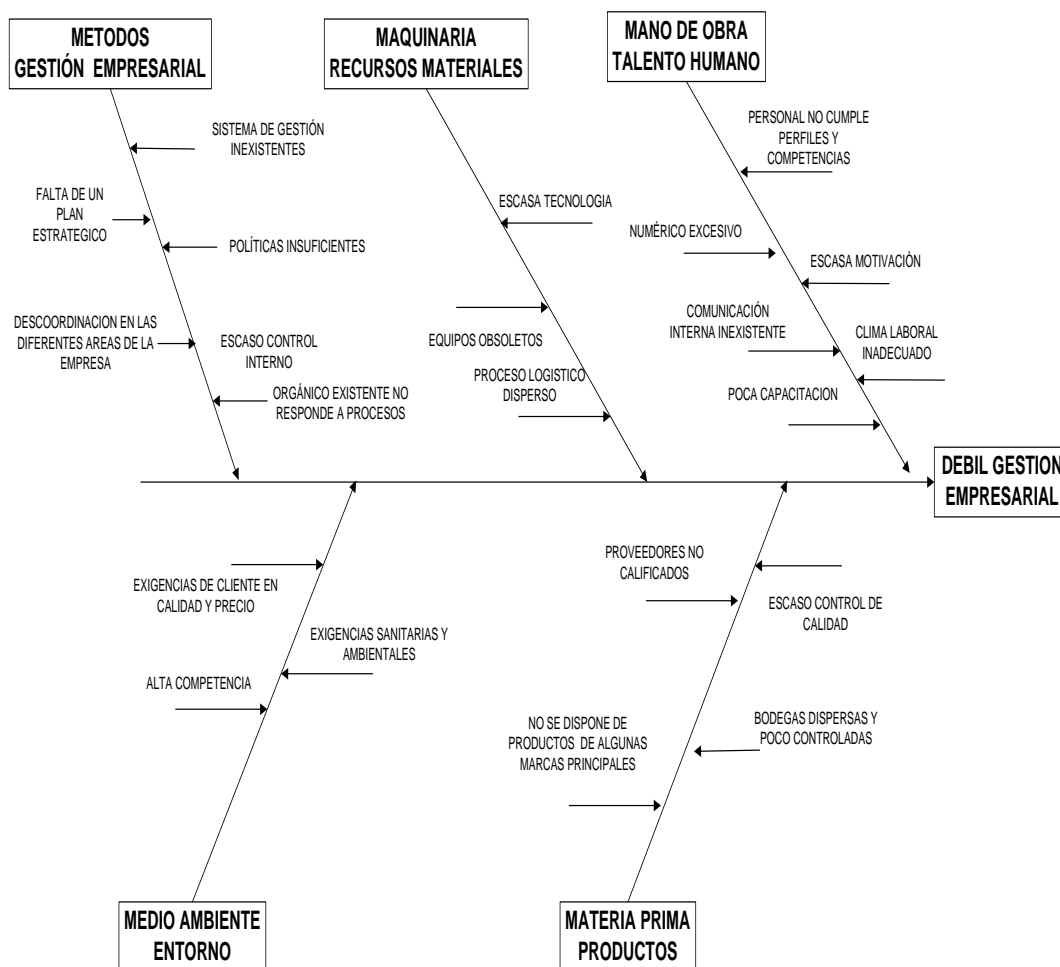 METODOS
GESTIÓN EMPRESARIAL
MAQUINARIA
RECURSOS MATERIALES
MANO DE OBRA
TALENTO HUMANO
SISTEMA DE GESTIÓN
INEXISTENTES
FALTA DE UN
PLAN
ESTRATEGICO
POLÍTICAS INSUFICIENTES
DESCOORDINACION EN LAS
DIFERENTES AREAS DE LA
EMPRESA
ESCASO CONTROL
INTERNO
ORGÁNICO EXISTENTE NO
RESPONDE A PROCESOS
ESCASA TECNOLOGIA
EQUIPOS OBSOLETOS
PROCESO LOGISTICO
DISPERSO
PERSONAL NO CUMPLE
PERFILES Y
COMPETENCIAS
NUMÉRICO EXCESIVO
ESCASA MOTIVACIÒN
COMUNICACIÓN
INTERNA INEXISTENTE
CLIMA LABORAL
INADECUADO
POCA CAPACITACION
DEBIL GESTION
EMPRESARIAL
EXIGENCIAS DE CLIENTE EN
CALIDAD Y PRECIO
EXIGENCIAS SANITARIAS Y
AMBIENTALES
ALTA COMPETENCIA
PROVEEDORES NO
CALIFICADOS
ESCASO CONTROL DE
CALIDAD
NO SE DISPONE DE
PRODUCTOS DE ALGUNAS
MARCAS PRINCIPALES
BODEGAS DISPERSAS Y
POCO CONTROLADAS
MEDIO AMBIENTE
ENTORNO
MATERIA PRIMA
PRODUCTOS